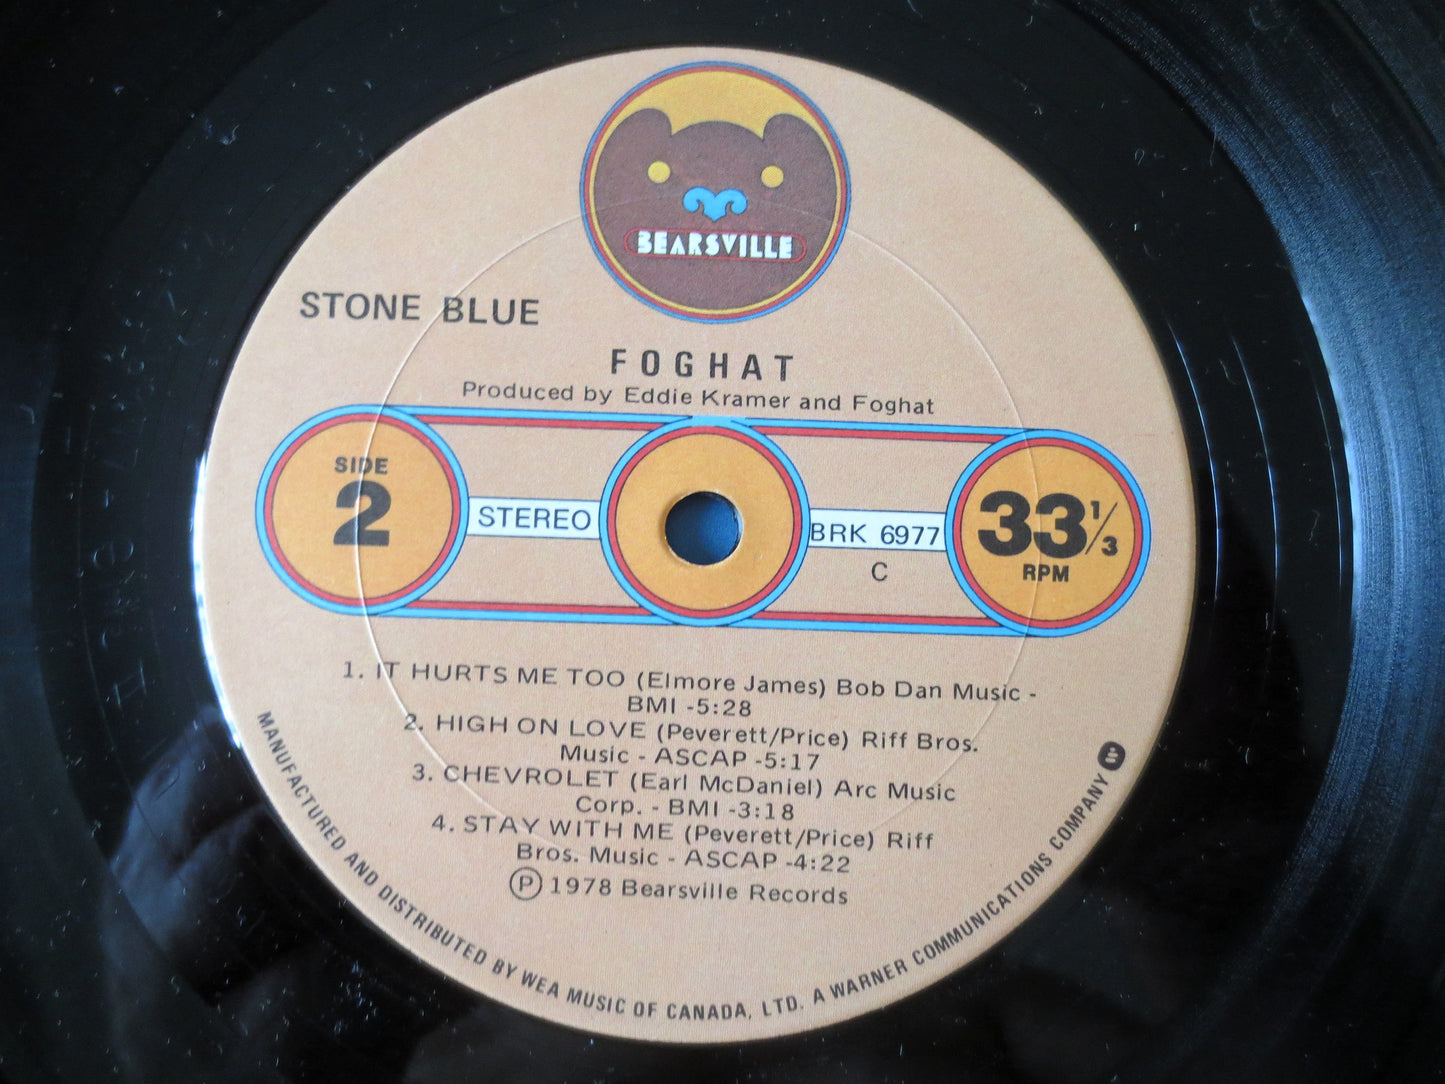 BEARSVILLE
STONE BLUE
FOGHAT
Produced by Eddie Kramer and Foghat
SIDE
2
STEREO
BRK 6977
C
33 1/3
RPM
1. IT HURTS ME TOO (Elmore James) Bob Dan Music -
BMI -5:28
2. HIGH ON LOVE (Peverett/Price) Riff Bros.
Music - ASCAP -5:17
3. CHEVROLET (Earl McDaniel) Arc Music
Corp. - BMI -3:18
4. STAY WITH ME (Peverett/Price) Riff
Bros. Music - ASCAP -4:22
Ⓟ 1978 Bearsville Records
MANUFACTURED AND DISTRIBUTED BY WEA MUSIC OF CANADA, LTD. A WARNER COMMUNICATIONS COMPANY